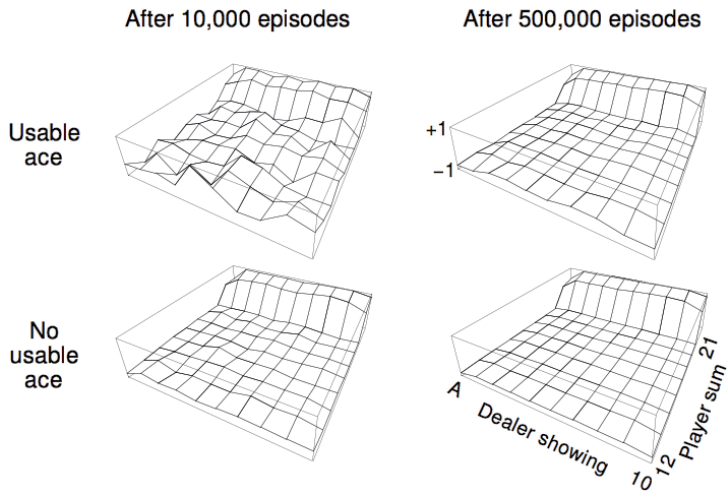 After 10,000 episodes
After 500,000 episodes
Usable
ace
+1
−1
No
usable
ace
A
Dealer showing
10
12
Player sum
21